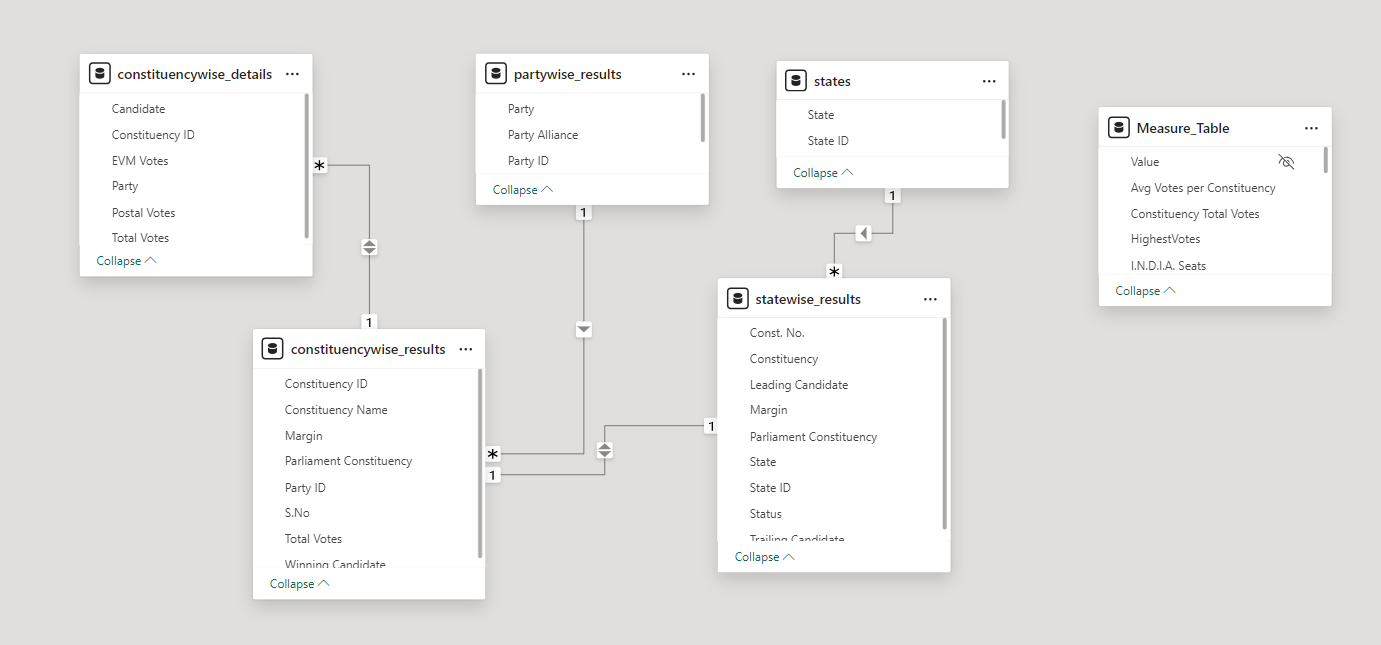 constituencywise_details ...
Candidate
Constituency ID
EVM Votes
Party
Postal Votes
Total Votes
Collapse
*
1
partywise_results ...
Party
Party Alliance
Party ID
Collapse
1
*
states ...
State
State ID
Collapse
1
*
Measure_Table ...
Value
Avg Votes per Constituency
Constituency Total Votes
HighestVotes
I.N.D.I.A. Seats
Collapse
constituencywise_results ...
Constituency ID
Constituency Name
Margin
Parliament Constituency
Party ID
S.No
Total Votes
Winning Candidate
Collapse
1
1
statewise_results ...
Const. No.
Constituency
Leading Candidate
Margin
Parliament Constituency
State
State ID
Status
Trailing Candidate
Collapse